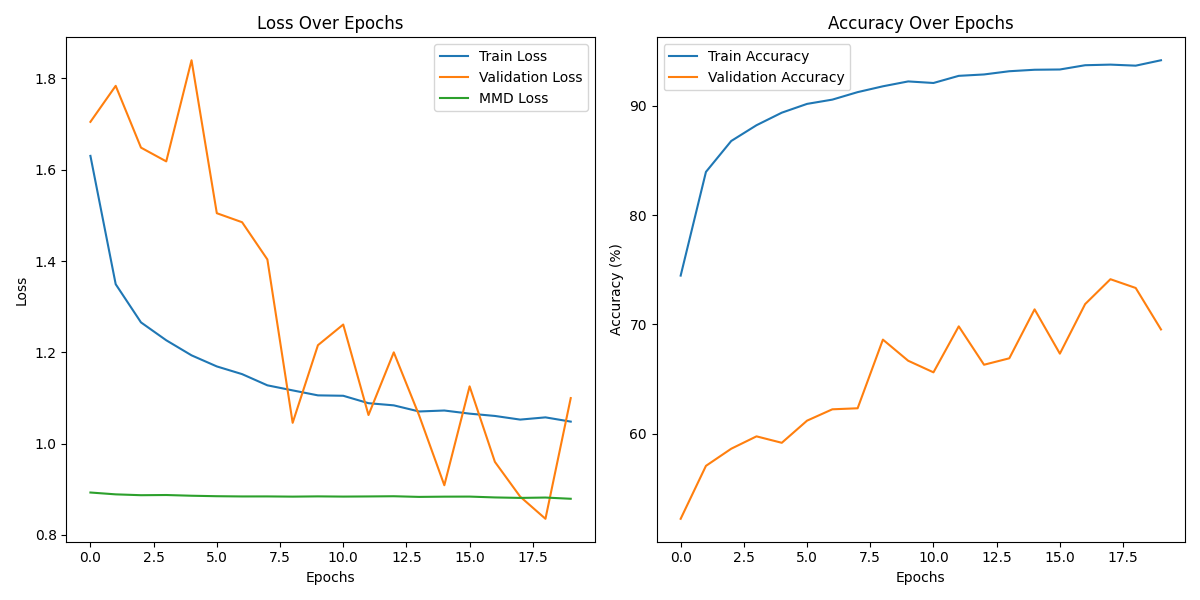 Loss Over Epochs
Train Loss
Validation Loss
MMD Loss
1.8
1.6
1.4
1.2
1.0
0.8
Loss
0.0
2.5
5.0
7.5
10.0
12.5
15.0
17.5
Epochs
Accuracy Over Epochs
Train Accuracy
Validation Accuracy
90
80
70
60
Accuracy (%)
0.0
2.5
5.0
7.5
10.0
12.5
15.0
17.5
Epochs